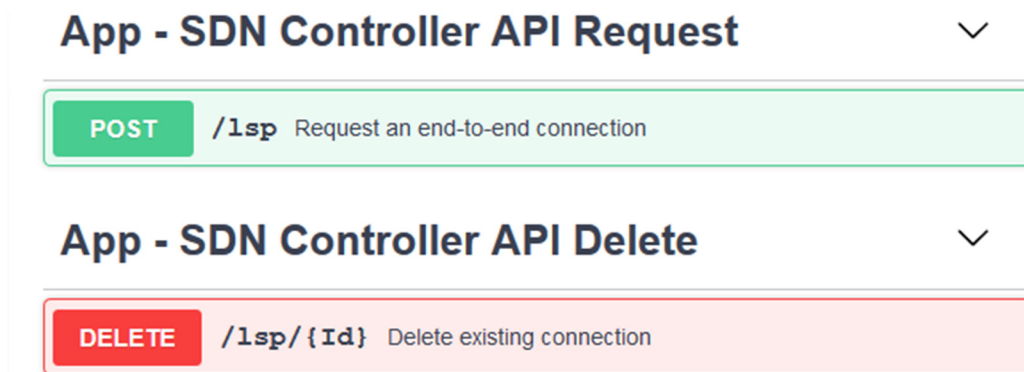 App - SDN Controller API Request
POST /lsp Request an end-to-end connection
App - SDN Controller API Delete
DELETE /lsp/{Id} Delete existing connection